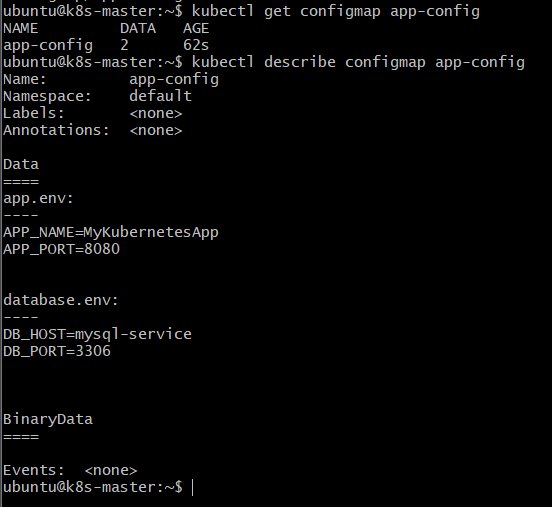 ubuntu@k8s-master:~$ kubectl get configmap app-config
NAME         DATA   AGE
app-config   2      62s
ubuntu@k8s-master:~$ kubectl describe configmap app-config
Name:         app-config
Namespace:    default
Labels:       <none>
Annotations:  <none>

Data
====
app.env:
----
APP_NAME=MyKubernetesApp
APP_PORT=8080


database.env:
----
DB_HOST=mysql-service
DB_PORT=3306



BinaryData
====

Events:  <none>
ubuntu@k8s-master:~$